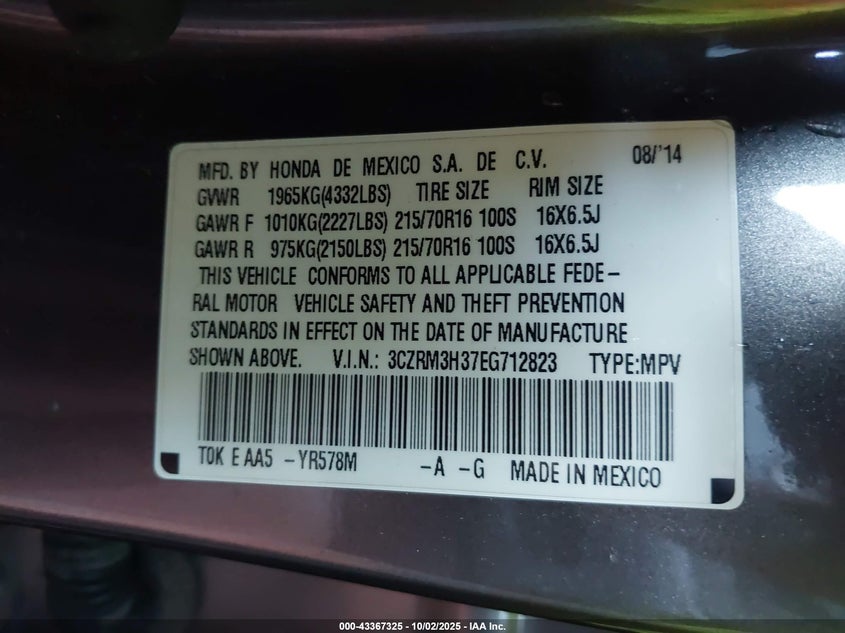 MFD. BY HONDA DE MEXICO S.A. DE C.V. 08/'14
GVWR 1965KG(4332LBS) TIRE SIZE RIM SIZE
GAWR F 1010KG(2227LBS) 215/70R16 100S 16X6.5J
GAWR R 975KG(2150LBS) 215/70R16 100S 16X6.5J
THIS VEHICLE CONFORMS TO ALL APPLICABLE FEDE-
RAL MOTOR VEHICLE SAFETY AND THEFT PREVENTION
STANDARDS IN EFFECT ON THE DATE OF MANUFACTURE
SHOWN ABOVE. V.I.N.: 3CZRM3H37EG712823 TYPE:MPV
TOK E AA5 -YR578M -A -G MADE IN MEXICO
000-43367325 - 10/02/2025 - IAA Inc.